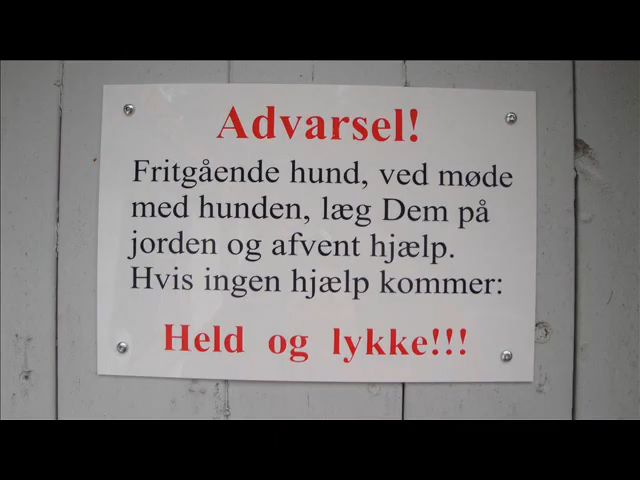 Advarsel!
Fritgående hund, ved møde
med hunden, læg Dem på
jorden og afvent hjælp.
Hvis ingen hjælp kommer:
Held og lykke!!!